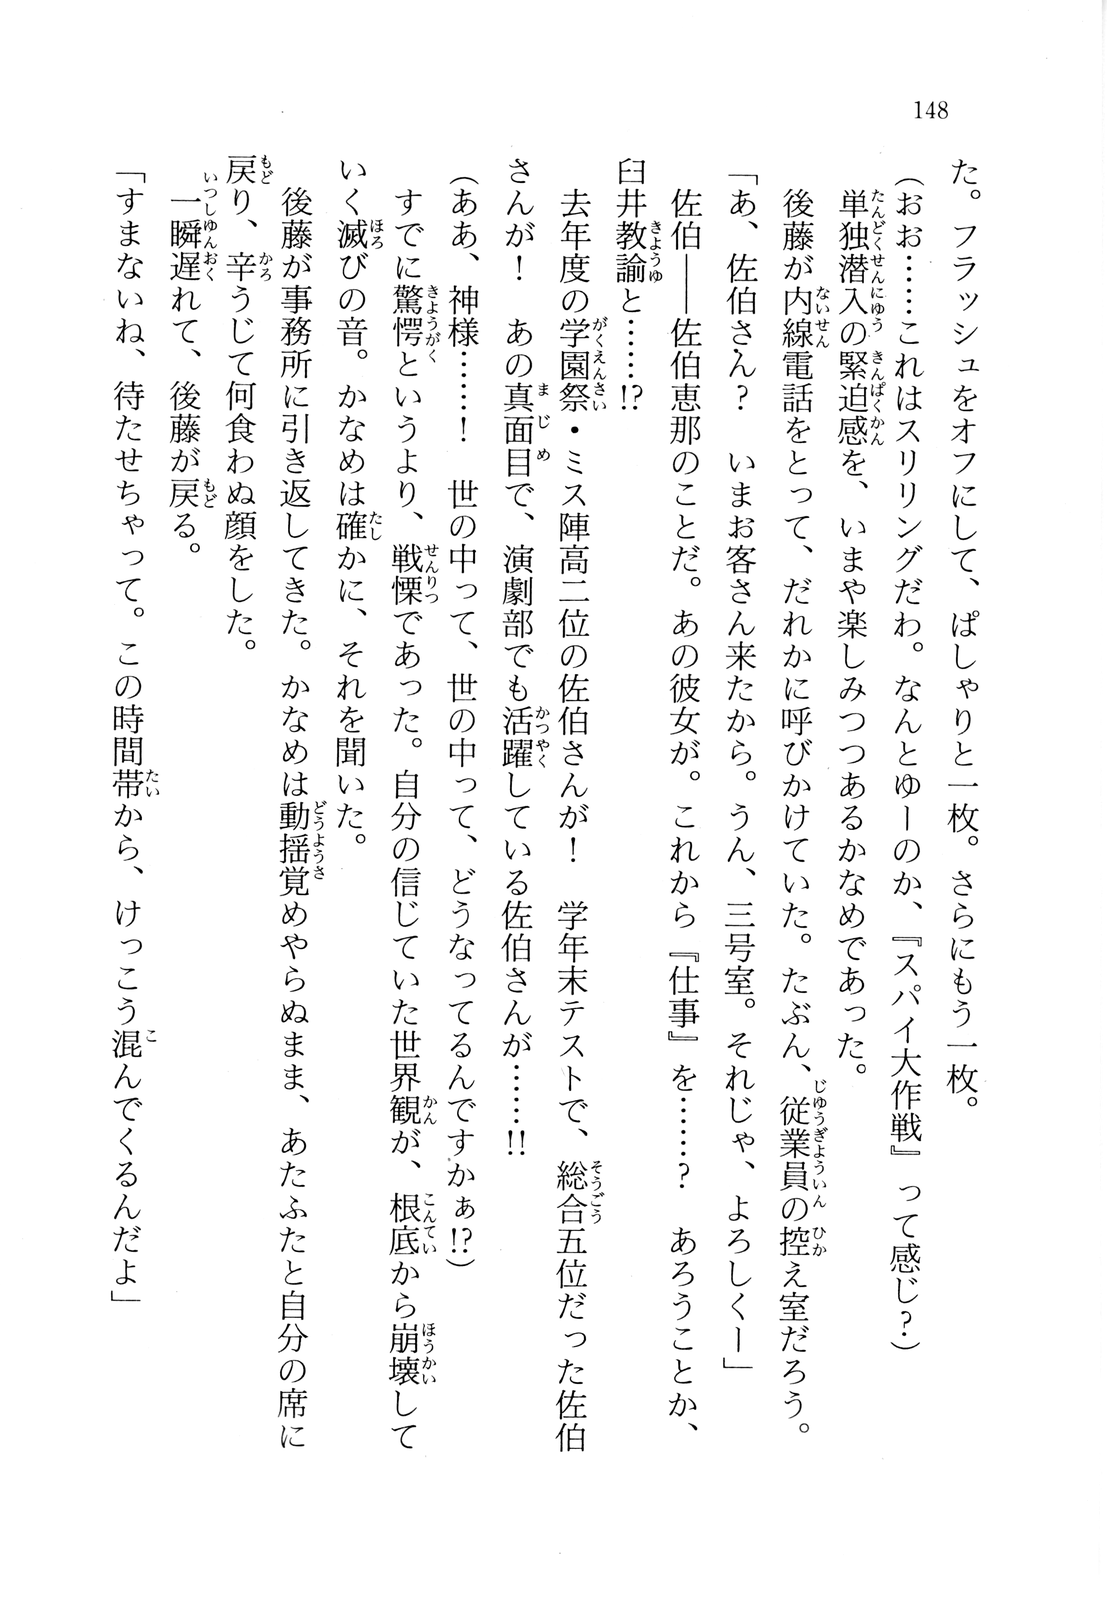 148
た。フラッシュをオフにして、ぱしゃりと一枚。さらにもう一枚。
(おお……これはスリリングだわ。なんとゆーのか、『スパイ大作戦』って感じ?)
単独潜入の緊迫感を、いまや楽しみつつあるかなめであった。
後藤が内線電話をとって、だれかに呼びかけていた。たぶん、従業員の控え室だろう。
「あ、佐伯さん? いまお客さん来たから。うん、三号室。それじゃ、よろしくー」
佐伯――佐伯恵那のことだ。あの彼女が。これから『仕事』を……? あろうことか、
臼井教諭と……!?
去年度の学園祭・ミス陣高二位の佐伯さんが! 学年末テストで、総合五位だった佐伯
さんが! あの真面目で、演劇部でも活躍している佐伯さんが……!!
(ああ、神様……! 世の中って、世の中って、どうなってるんですかぁ!?)
すでに驚愕というより、戦慄であった。自分の信じていた世界観が、根底から崩壊して
いく滅びの音。かなめは確かに、それを聞いた。
後藤が事務所に引き返してきた。かなめは動揺覚めやらぬまま、あたふたと自分の席に
戻り、辛うじて何食わぬ顔をした。
一瞬遅れて、後藤が戻る。
「すまないね、待たせちゃって。この時間帯から、けっこう混んでくるんだよ」